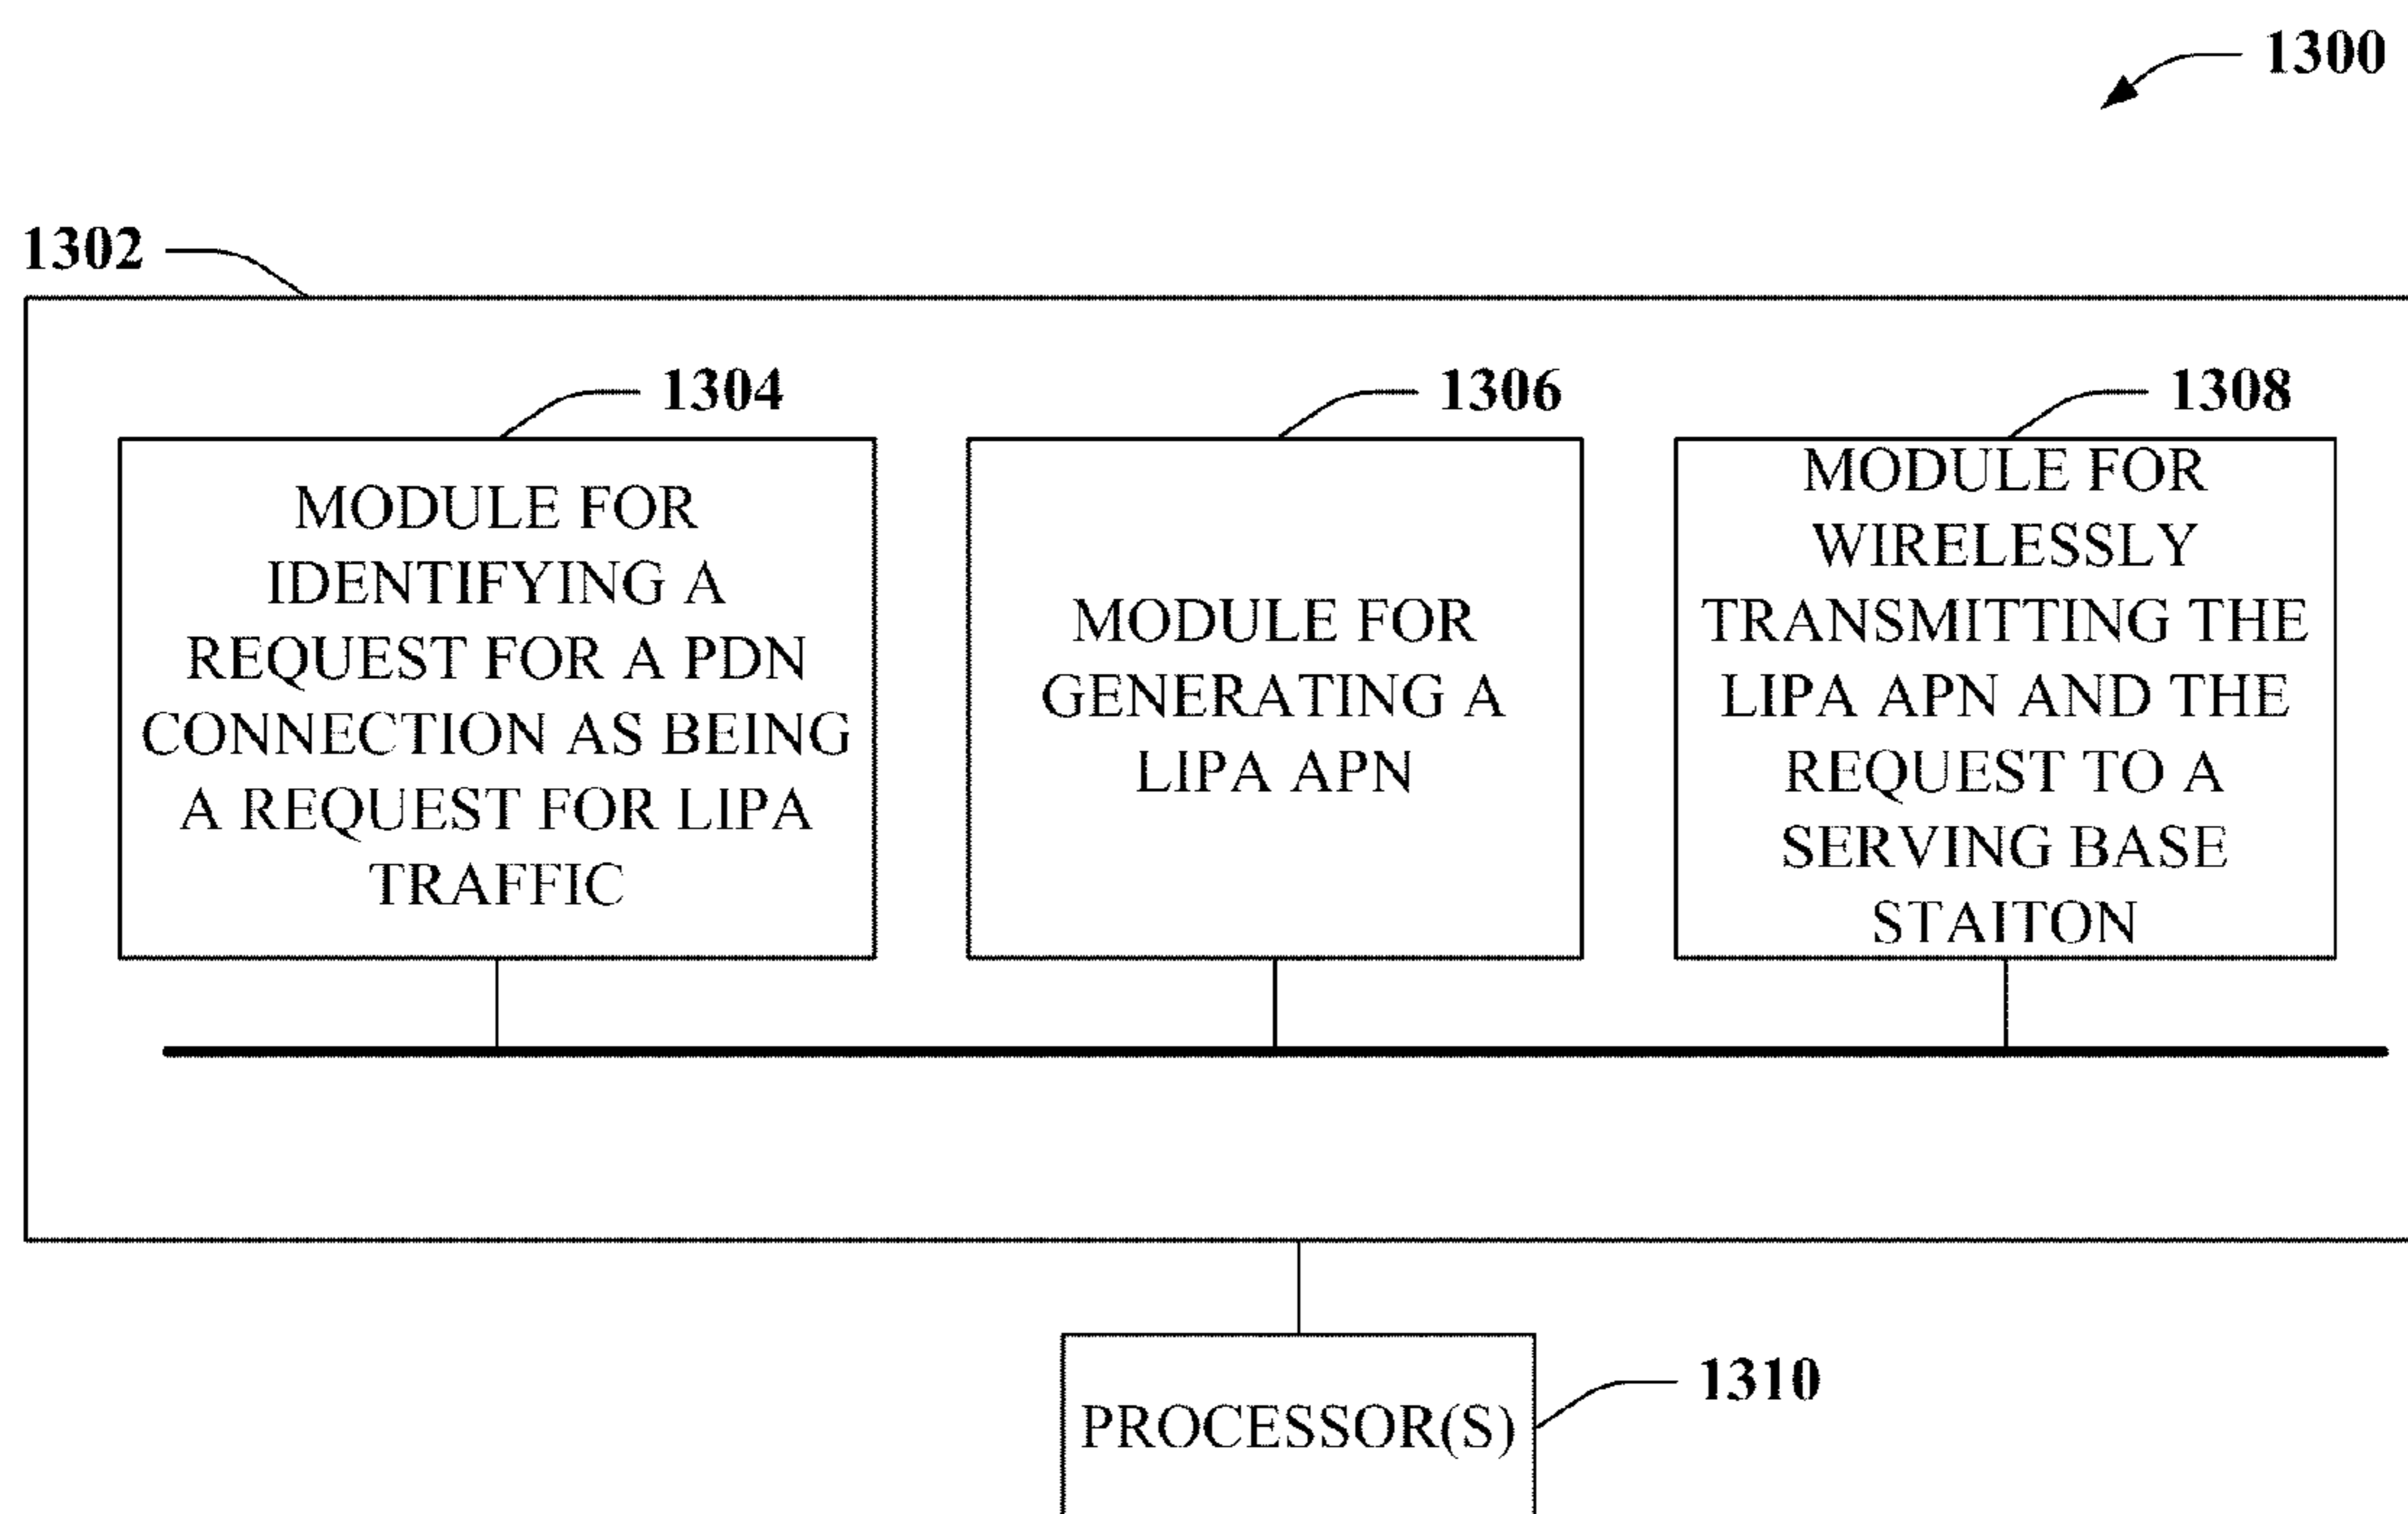 1300
1302
1304
1306
1308
MODULE FOR
IDENTIFYING A
REQUEST FOR A PDN
CONNECTION AS BEING
A REQUEST FOR LIPA
TRAFFIC
MODULE FOR
GENERATING A
LIPA APN
MODULE FOR
WIRELESSLY
TRANSMITTING THE
LIPA APN AND THE
REQUEST TO A
SERVING BASE
STAITON
PROCESSOR(S)
1310